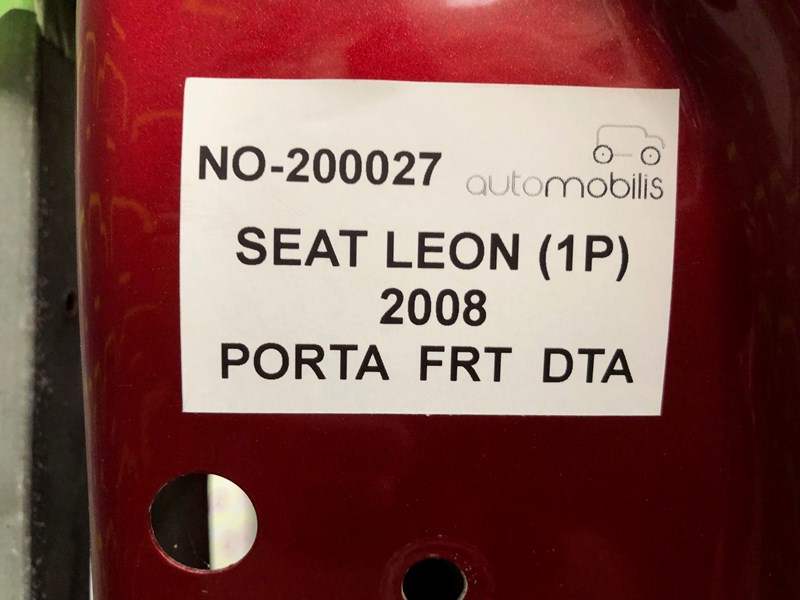 NO-200027
automobilis
SEAT LEON (1P)
2008
PORTA FRT DTA